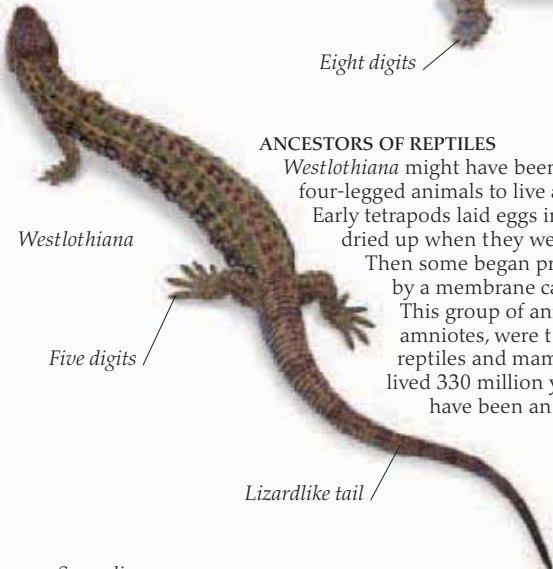 Eight digits
ANCESTORS OF REPTILES
Westlothiana might have been
four-legged animals to live a
Early tetrapods laid eggs in
dried up when they we
Then some began pr
by a membrane ca
This group of an
amniotes, were t
reptiles and mam
lived 330 million y
have been an
Westlothiana
Five digits
Lizardlike tail